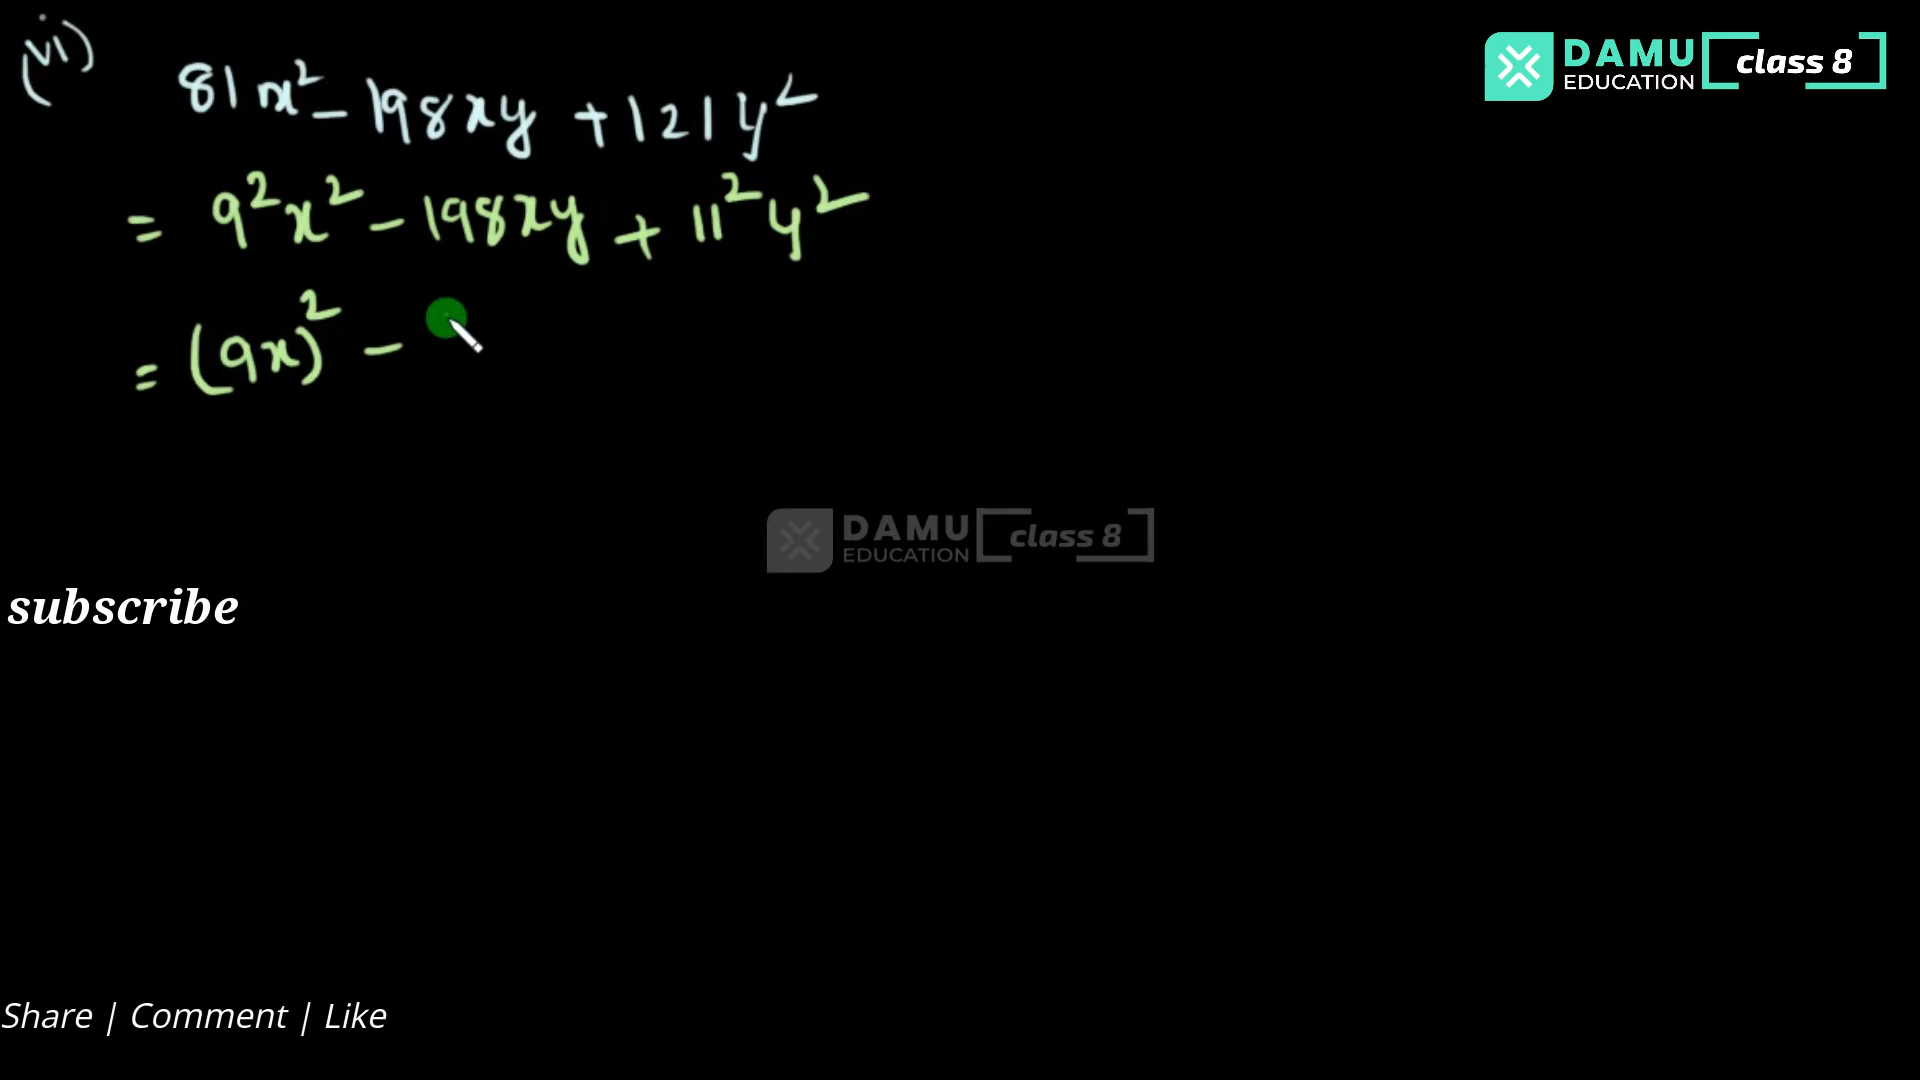 (vi) 81x² - 198xy + 121y²
= 9²x² - 198xy + 11²y²
= (9x)² -
DAMU
EDUCATION
class 8
DAMU
EDUCATION
class 8
subscribe
Share | Comment | Like